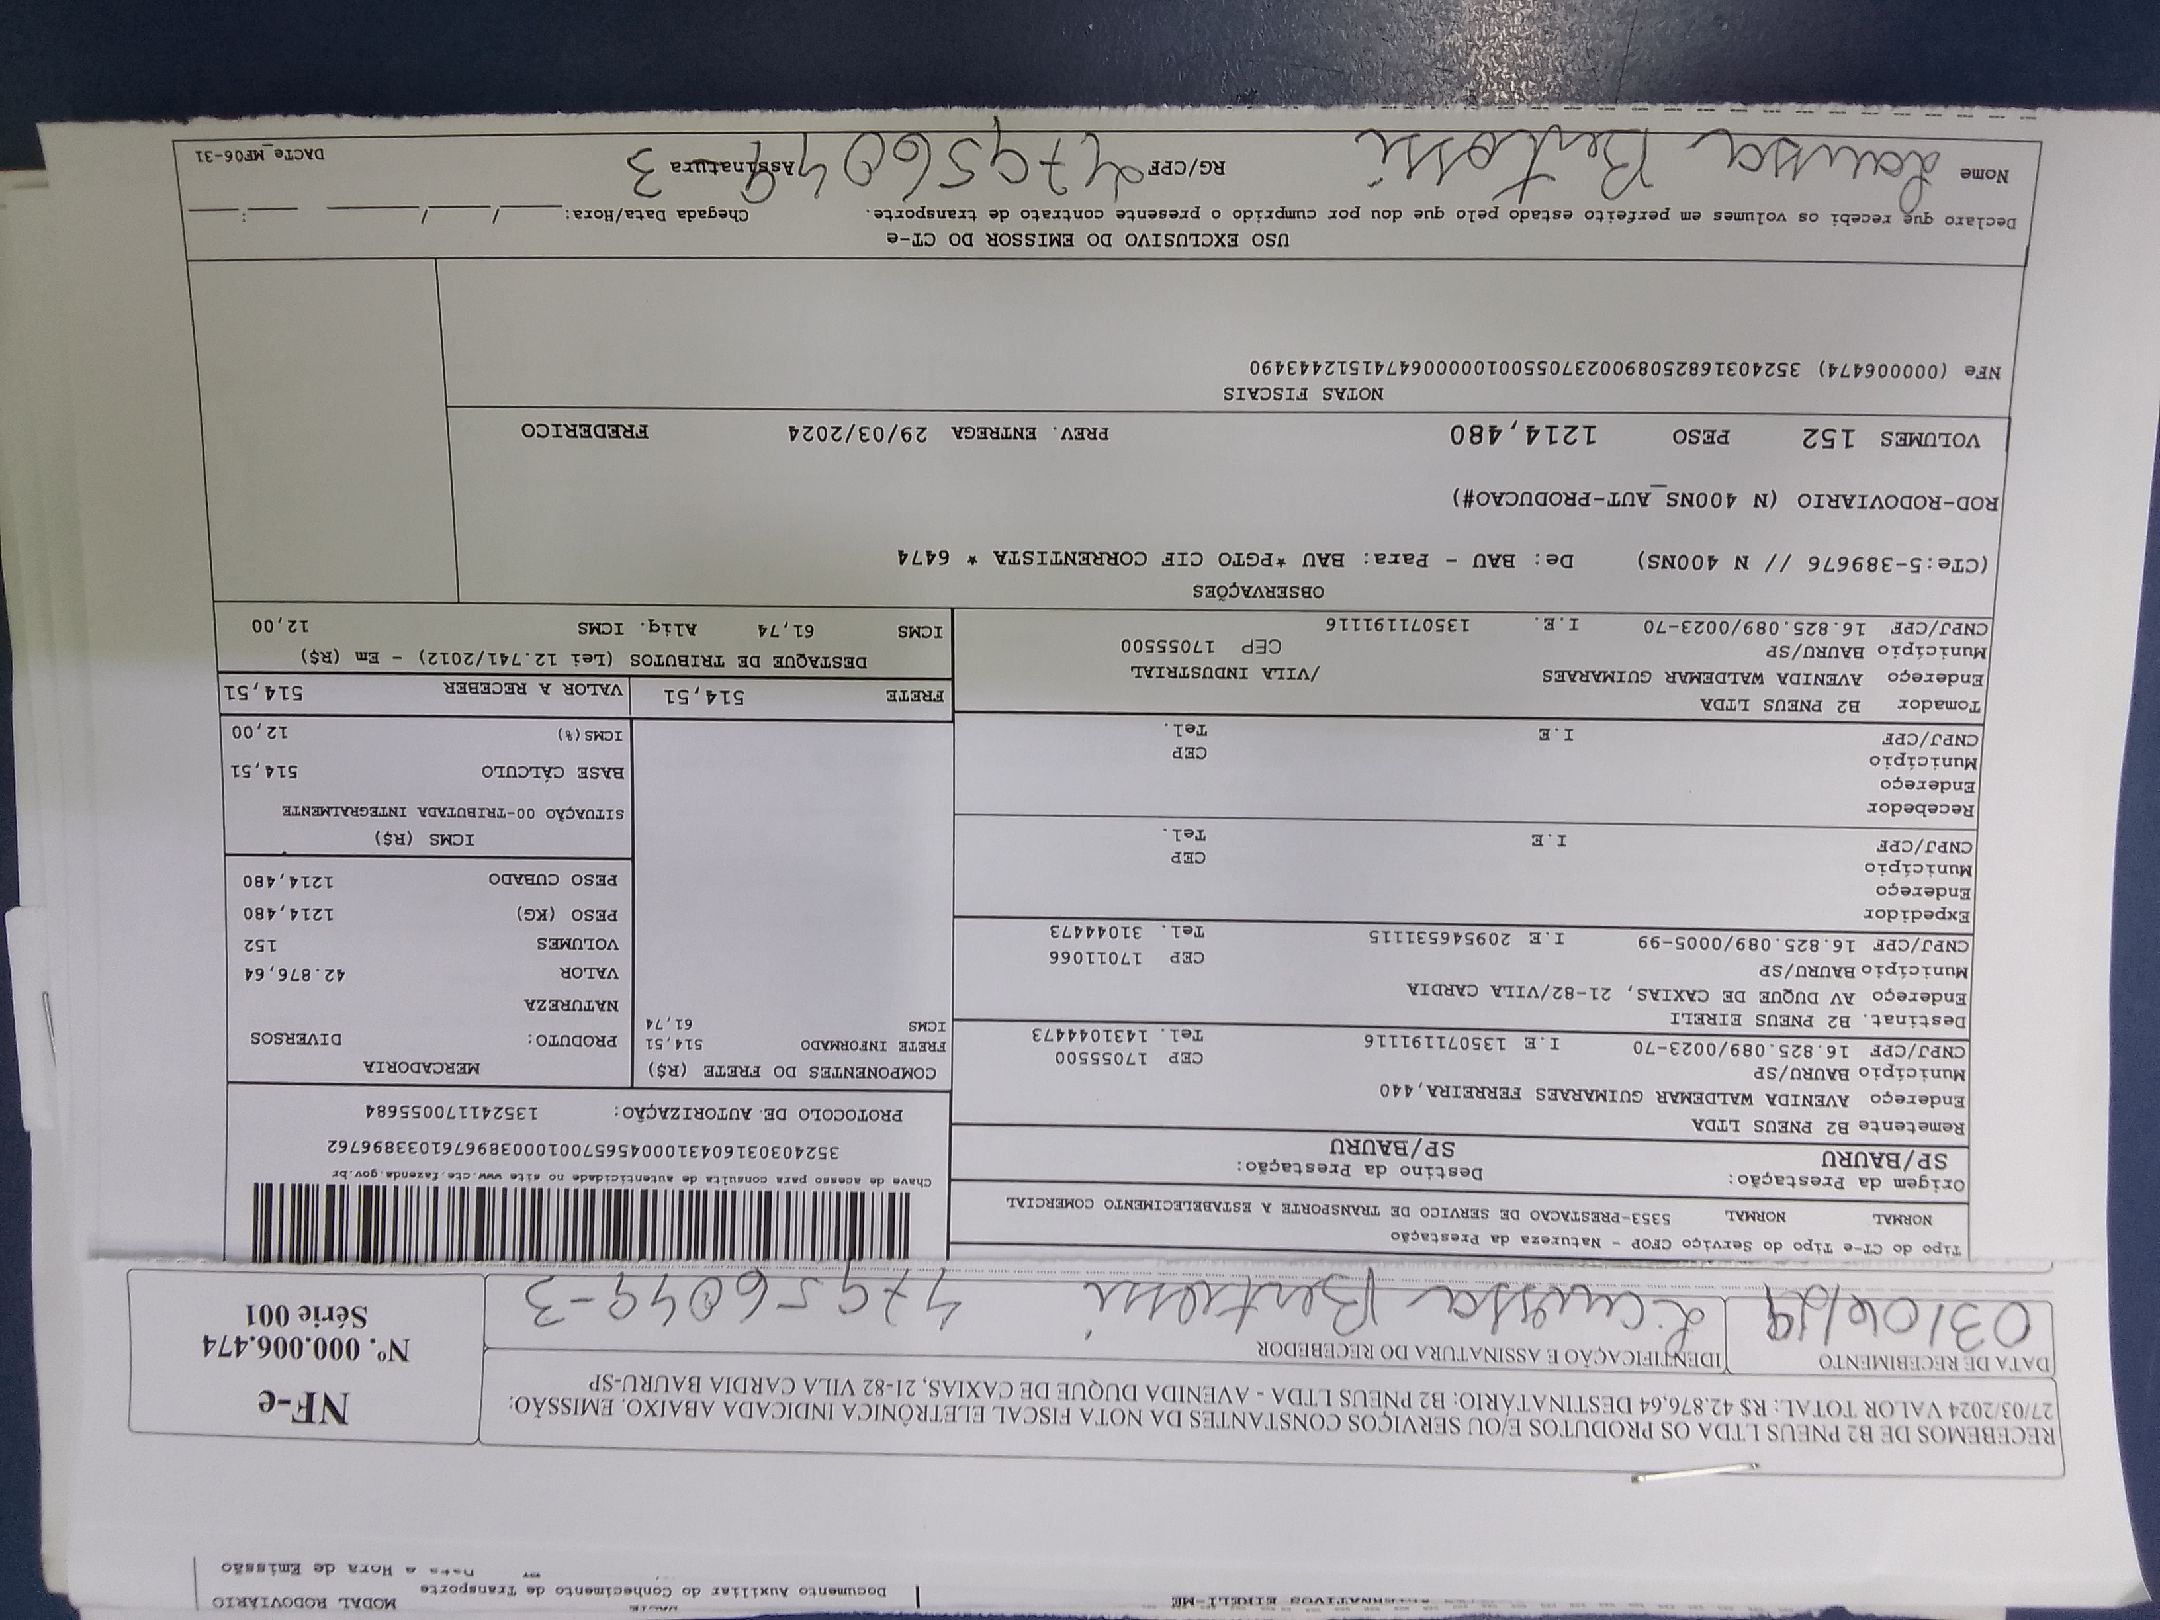 MODAL RODOVIÁRIO
Documento Auxiliar do Conhecimento de Transporte
Data e Hora de Emissão
RECEBEMOS DE B2 PNEUS LTDA OS PRODUTOS E/OU SERVIÇOS CONSTANTES DA NOTA FISCAL ELETRÔNICA INDICADA ABAIXO. EMISSÃO:
27/03/2024 VALOR TOTAL: R$ 42.876,64 DESTINATÁRIO: B2 PNEUS LTDA - AVENIDA DUQUE DE CAXIAS, 21-82 VILA CARDIA BAURU-SP
NF-e
Nº. 000.006.474
Série 001
DATA DE RECEBIMENTO
IDENTIFICAÇÃO E ASSINATURA DO RECEBEDOR
Bertossi 47956049-3
Tipo do CT-e Tipo do Serviço CFOP - Natureza da Prestação
NORMAL NORMAL 5353-PRESTACAO DE SERVICO DE TRANSPORTE A ESTABELECIMENTO COMERCIAL
Origem da Prestação: Destino da Prestação:
SP/BAURU SP/BAURU
Chave de acesso para consulta de autenticidade no site www.cte.fazenda.gov.br
35240303160431000456570010003896761033896762
PROTOCOLO DE AUTORIZAÇÃO: 135241170055684
Remetente B2 PNEUS LTDA
Endereço AVENIDA WALDEMAR GUIMARAES FERREIRA,440
Município BAURU/SP CEP 17055500
CNPJ/CPF 16.825.089/0023-70 I.E 135071191116 Tel. 1431044473
Destinat. B2 PNEUS EIRELI
Endereço AV DUQUE DE CAXIAS, 21-82/VILA CARDIA
Município BAURU/SP CEP 17011066
CNPJ/CPF 16.825.089/0005-99 I.E 209546531115 Tel. 31044473
Expedidor
Endereço
Município CEP
CNPJ/CPF I.E Tel.
Recebedor
Endereço
Município CEP
CNPJ/CPF I.E Tel.
Tomador B2 PNEUS LTDA
Endereço AVENIDA WALDEMAR GUIMARAES /VILA INDUSTRIAL
Município BAURU/SP CEP 17055500
CNPJ/CPF 16.825.089/0023-70 I.E. 135071191116
COMPONENTES DO FRETE (R$)
FRETE INFORMADO 514,51
ICMS 61,74
MERCADORIA
PRODUTO: DIVERSOS
NATUREZA
VALOR 42.876,64
VOLUMES 152
PESO (KG) 1214,480
PESO CUBADO 1214,480
ICMS (R$)
SITUAÇÃO 00-TRIBUTADA INTEGRALMENTE
BASE CÁLCULO 514,51
ICMS(%) 12,00
FRETE 514,51 VALOR A RECEBER 514,51
DESTAQUE DE TRIBUTOS (Lei 12.741/2012) - Em (R$)
ICMS 61,74 Aliq. ICMS 12,00
OBSERVAÇÕES
(CTe:5-389676 // N 400NS) De: BAU - Para: BAU *PGTO CIF CORRENTISTA * 6474
ROD-RODOVIARIO (N 400NS_AUT-PRODUCAO#)
VOLUMES 152 PESO 1214,480 PREV. ENTREGA 29/03/2024 FREDERICO
NOTAS FISCAIS
NFe (000006474) 35240316825089002370550010000064741512443490
USO EXCLUSIVO DO EMISSOR DO CT-e
Declaro que recebi os volumes em perfeito estado pelo que dou por cumprido o presente contrato de transporte. Chegada Data/Hora: ___/___/_____ __:__
Nome Bertossi RG/CPF 47956049 3 Assinatura
DACTe_MF06-31